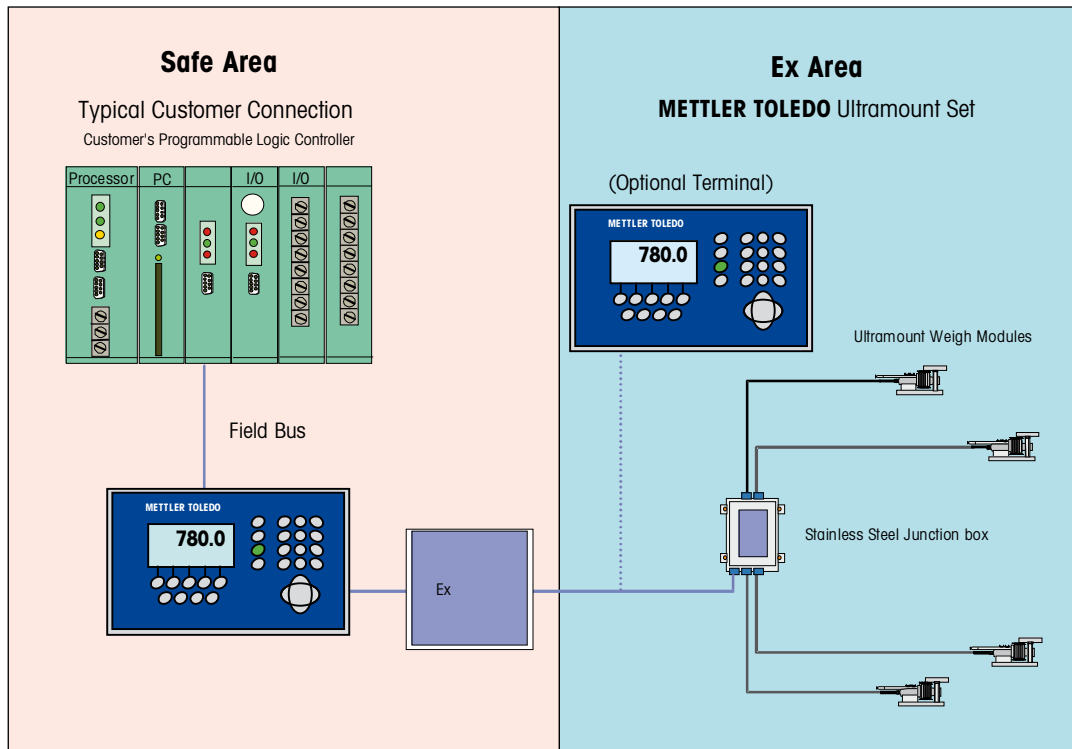 Safe Area
Typical Customer Connection
Customer's Programmable Logic Controller
Processor PC I/O I/O
Field Bus
METTLER TOLEDO
780.0
Ex
Ex Area
METTLER TOLEDO Ultramount Set
(Optional Terminal)
METTLER TOLEDO
780.0
Ultramount Weigh Modules
Stainless Steel Junction box